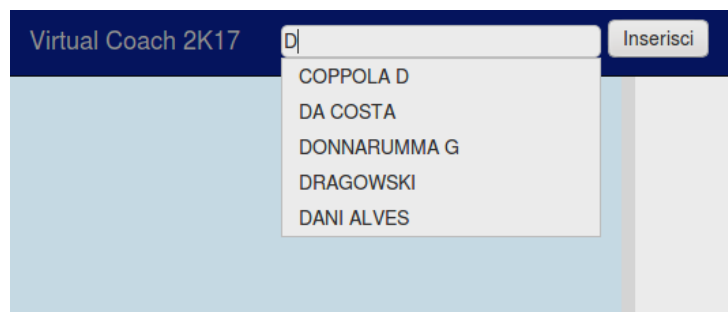 Virtual Coach 2K17 D Inserisci
COPPOLA D
DA COSTA
DONNARUMMA G
DRAGOWSKI
DANI ALVES